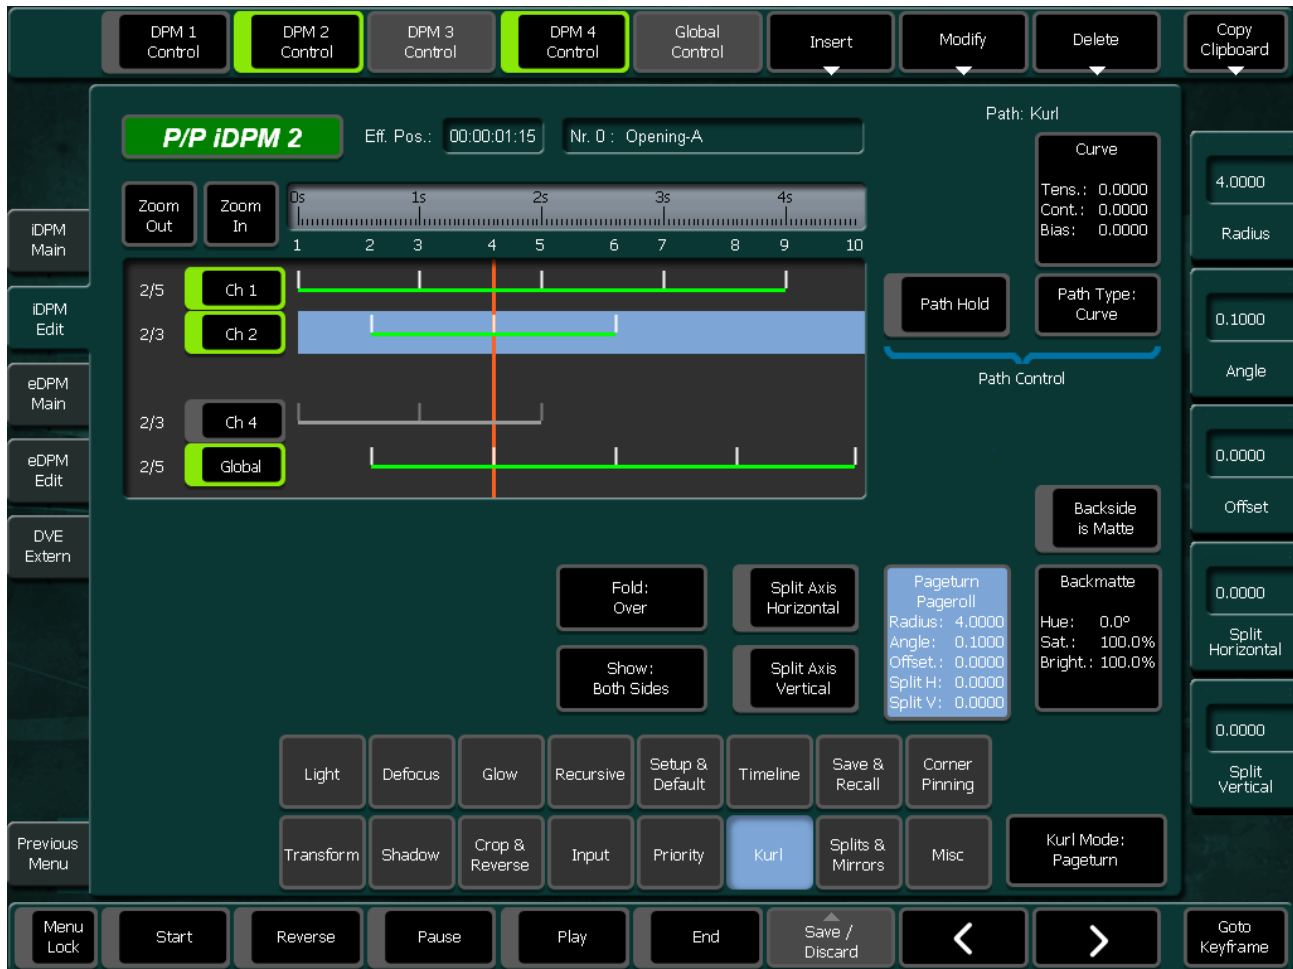 DPM 1
Control
DPM 2
Control
DPM 3
Control
DPM 4
Control
Global
Control
Insert
Modify
Delete
Copy
Clipboard
Path: Kurl
P/P iDPM 2
Eff. Pos.: 00:00:01:15
Nr. 0 : Opening-A
Curve
Tens.: 0.0000
Cont.: 0.0000
Bias: 0.0000
4.0000
Radius
Zoom
Out
Zoom
In
0s 1s 2s 3s 4s
1 2 3 4 5 6 7 8 9 10
iDPM
Main
iDPM
Edit
eDPM
Main
eDPM
Edit
DVE
Extern
2/5 Ch 1
2/3 Ch 2
2/3 Ch 4
2/5 Global
Path Hold
Path Type:
Curve
Path Control
0.1000
Angle
0.0000
Offset
Backside
is Matte
Fold:
Over
Split Axis
Horizontal
Show:
Both Sides
Split Axis
Vertical
Pageturn
Pageroll
Radius: 4.0000
Angle: 0.1000
Offset.: 0.0000
Split H: 0.0000
Split V: 0.0000
Backmatte
Hue: 0.0°
Sat.: 100.0%
Bright.: 100.0%
0.0000
Split
Horizontal
0.0000
Split
Vertical
Light
Defocus
Glow
Recursive
Setup &
Default
Timeline
Save &
Recall
Corner
Pinning
Previous
Menu
Transform
Shadow
Crop &
Reverse
Input
Priority
Kurl
Splits &
Mirrors
Misc
Kurl Mode:
Pageturn
Menu
Lock
Start
Reverse
Pause
Play
End
Save /
Discard
Goto
Keyframe